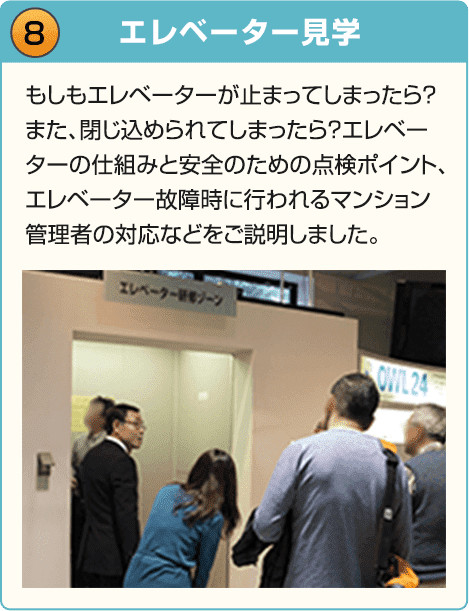 8
エレベーター見学
もしもエレベーターが止まってしまったら?
また、閉じ込められてしまったら?エレベー
ターの仕組みと安全のための点検ポイント、
エレベーター故障時に行われるマンション
管理者の対応などをご説明しました。
エレベーター研修ゾーン
OWL24